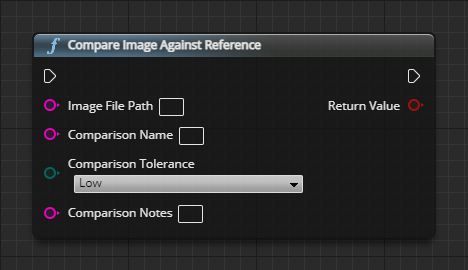 f Compare Image Against Reference
Image File Path
Return Value
Comparison Name
Comparison Tolerance
Low
Comparison Notes